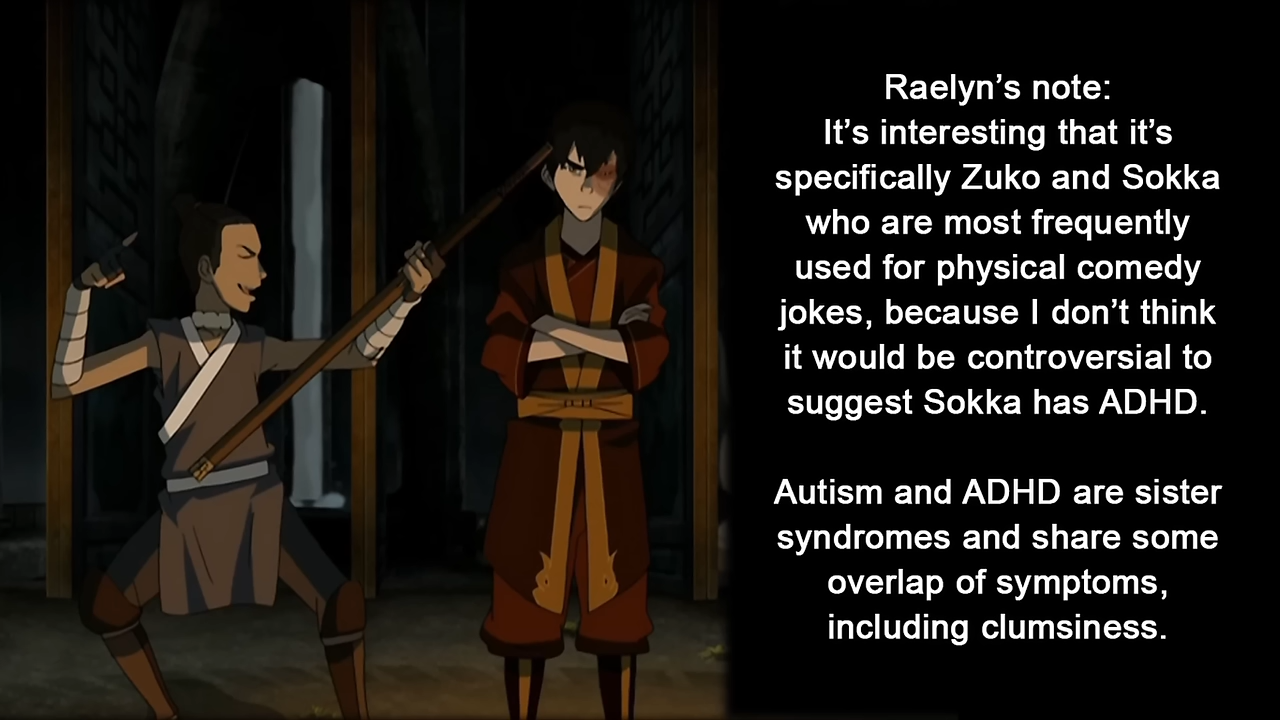 Raelyn’s note:
It’s interesting that it’s
specifically Zuko and Sokka
who are most frequently
used for physical comedy
jokes, because I don’t think
it would be controversial to
suggest Sokka has ADHD.
Autism and ADHD are sister
syndromes and share some
overlap of symptoms,
including clumsiness.